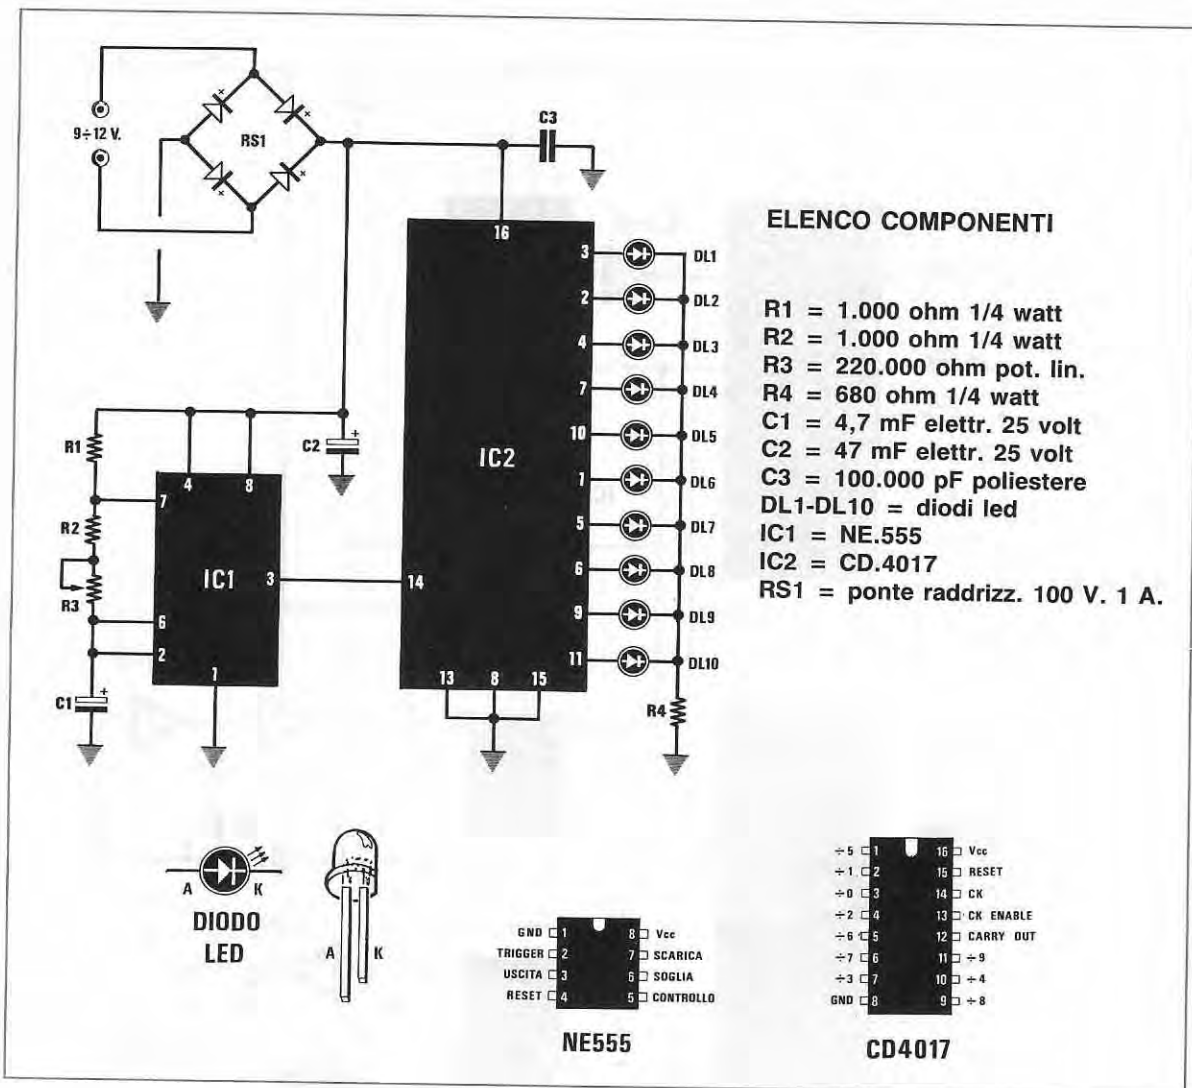 9÷12 V.
RS1
C3
16
3 DL1
2 DL2
4 DL3
7 DL4
10 DL5
1 DL6
5 DL7
6 DL8
9 DL9
11 DL10
IC2
14
13 8 15
R4
R1
R2
R3
C1
C2
4 8
7
IC1
3
6
2
1
ELENCO COMPONENTI
R1 = 1.000 ohm 1/4 watt
R2 = 1.000 ohm 1/4 watt
R3 = 220.000 ohm pot. lin.
R4 = 680 ohm 1/4 watt
C1 = 4,7 mF elettr. 25 volt
C2 = 47 mF elettr. 25 volt
C3 = 100.000 pF poliestere
DL1-DL10 = diodi led
IC1 = NE.555
IC2 = CD.4017
RS1 = ponte raddrizz. 100 V. 1 A.
A K
DIODO
LED
A K
GND 1 8 Vcc
TRIGGER 2 7 SCARICA
USCITA 3 6 SOGLIA
RESET 4 5 CONTROLLO
NE555
÷5 1 16 Vcc
÷1 2 15 RESET
÷0 3 14 CK
÷2 4 13 CK ENABLE
÷6 5 12 CARRY OUT
÷7 6 11 ÷9
÷3 7 10 ÷4
GND 8 9 ÷8
CD4017